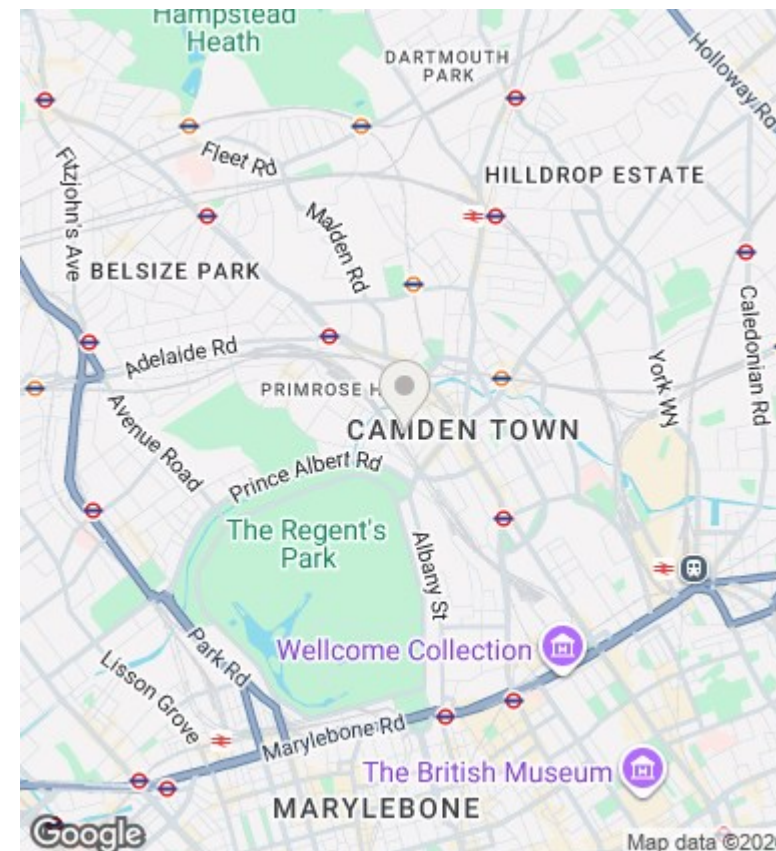 Hampstead
Heath
DARTMOUTH
PARK
Holloway Rd
Fitzjohn's Ave
Fleet Rd
HILLDROP ESTATE
Malden Rd
BELSIZE PARK
Caledonian Rd
Adelaide Rd
York Wy
PRIMROSE H
Avenue Road
CAMDEN TOWN
Prince Albert Rd
The Regent's
Park
Albany St
Wellcome Collection
Park Rd
Lisson Grove
Marylebone Rd
The British Museum
MARYLEBONE
Google
Map data ©202